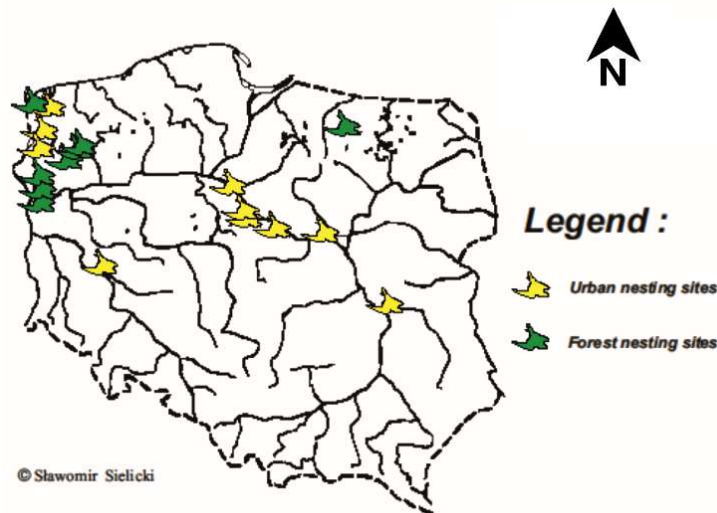 N
Legend :
Urban nesting sites
Forest nesting sites
© Sławomir Sielicki